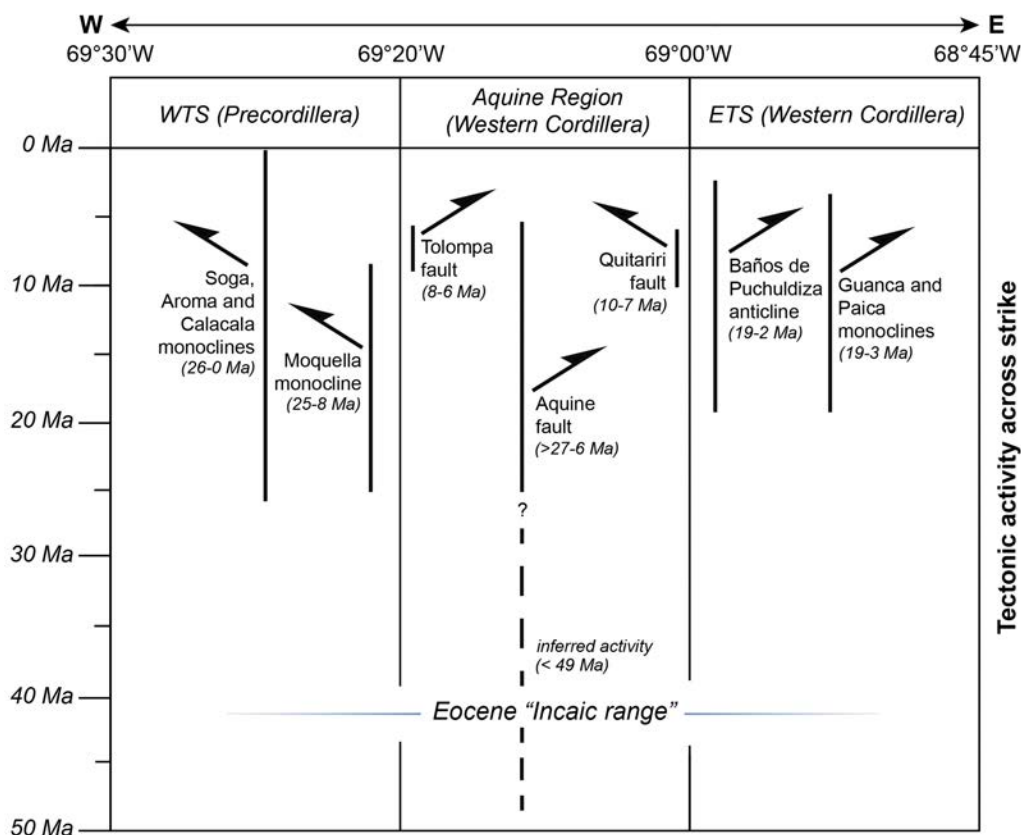 W E
69°30'W 69°20'W 69°00'W 68°45'W
WTS (Precordillera)
Aquine Region
(Western Cordillera)
ETS (Western Cordillera)
0 Ma
10 Ma
20 Ma
30 Ma
40 Ma
50 Ma
Soga,
Aroma and
Calacala
monoclines
(26-0 Ma)
Moquella
monocline
(25-8 Ma)
Tolompa
fault
(8-6 Ma)
Aquine
fault
(>27-6 Ma)
?
inferred activity
(< 49 Ma)
Quitariri
fault
(10-7 Ma)
Baños de
Puchuldiza
anticline
(19-2 Ma)
Guanca and
Paica
monoclines
(19-3 Ma)
Eocene “Incaic range”
Tectonic activity across strike